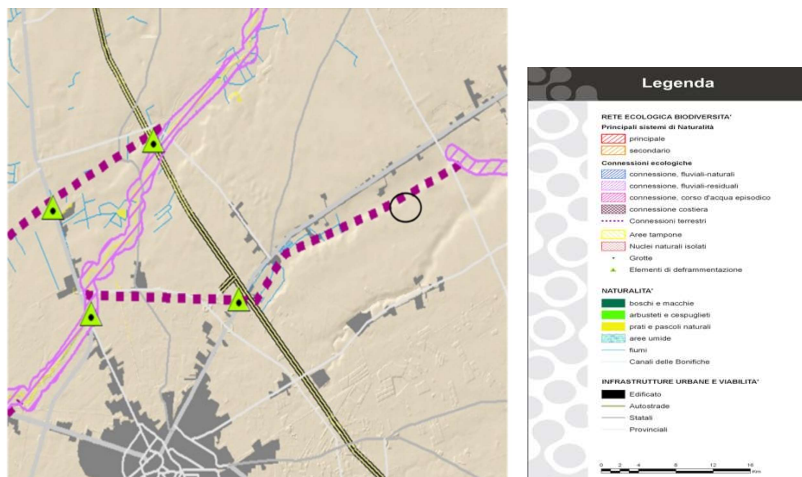 Legenda
RETE ECOLOGICA BIODIVERSITA'
Principali sistemi di Naturalità
principale
secondario
Connessioni ecologiche
connessione, fluviali-naturali
connessione, fluviali-residuali
connessione, corso d'acqua episodico
connessione costiera
Connessioni terrestri
Aree tampone
Nuclei naturali isolati
Grotte
Elementi di deframmentazione
NATURALITA'
boschi e macchie
arbusteti e cespuglieti
prati e pascoli naturali
aree umide
fiumi
Canali delle Bonifiche
INFRASTRUTTURE URBANE E VIABILITA'
Edificato
Autostrade
Statali
Provinciali
0 2 4 8 12 16
Km